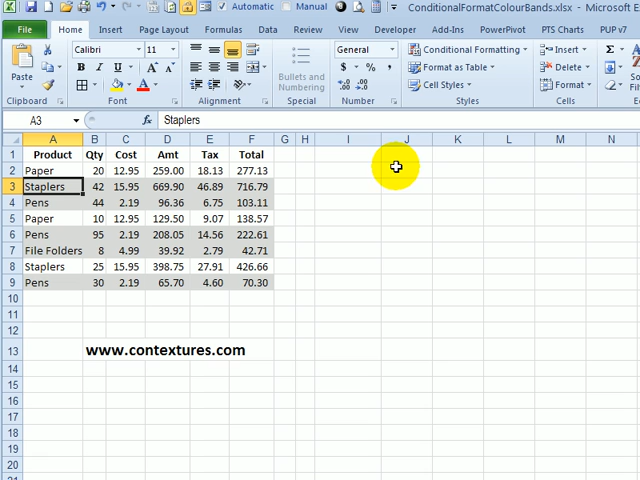 Automatic Manual ConditionalFormatColourBands.xlsx - Microsoft E
File Home Insert Page Layout Formulas Data Review View Developer Add-Ins PowerPivot PTS Charts PUP v7
Calibri 11 General Conditional Formatting Insert Σ
Paste B I U $ % , Format as Table Delete
Bullets and Numbering Cell Styles Format
Clipboard Font Alignment Number Styles Cells
A3 fx Staplers
A B C D E F G H I J K L M N
1 Product Qty Cost Amt Tax Total
2 Paper 20 12.95 259.00 18.13 277.13
3 Staplers 42 15.95 669.90 46.89 716.79
4 Pens 44 2.19 96.36 6.75 103.11
5 Paper 10 12.95 129.50 9.07 138.57
6 Pens 95 2.19 208.05 14.56 222.61
7 File Folders 8 4.99 39.92 2.79 42.71
8 Staplers 25 15.95 398.75 27.91 426.66
9 Pens 30 2.19 65.70 4.60 70.30
10
11
12
13 www.contextures.com
14
15
16
17
18
19
20
21